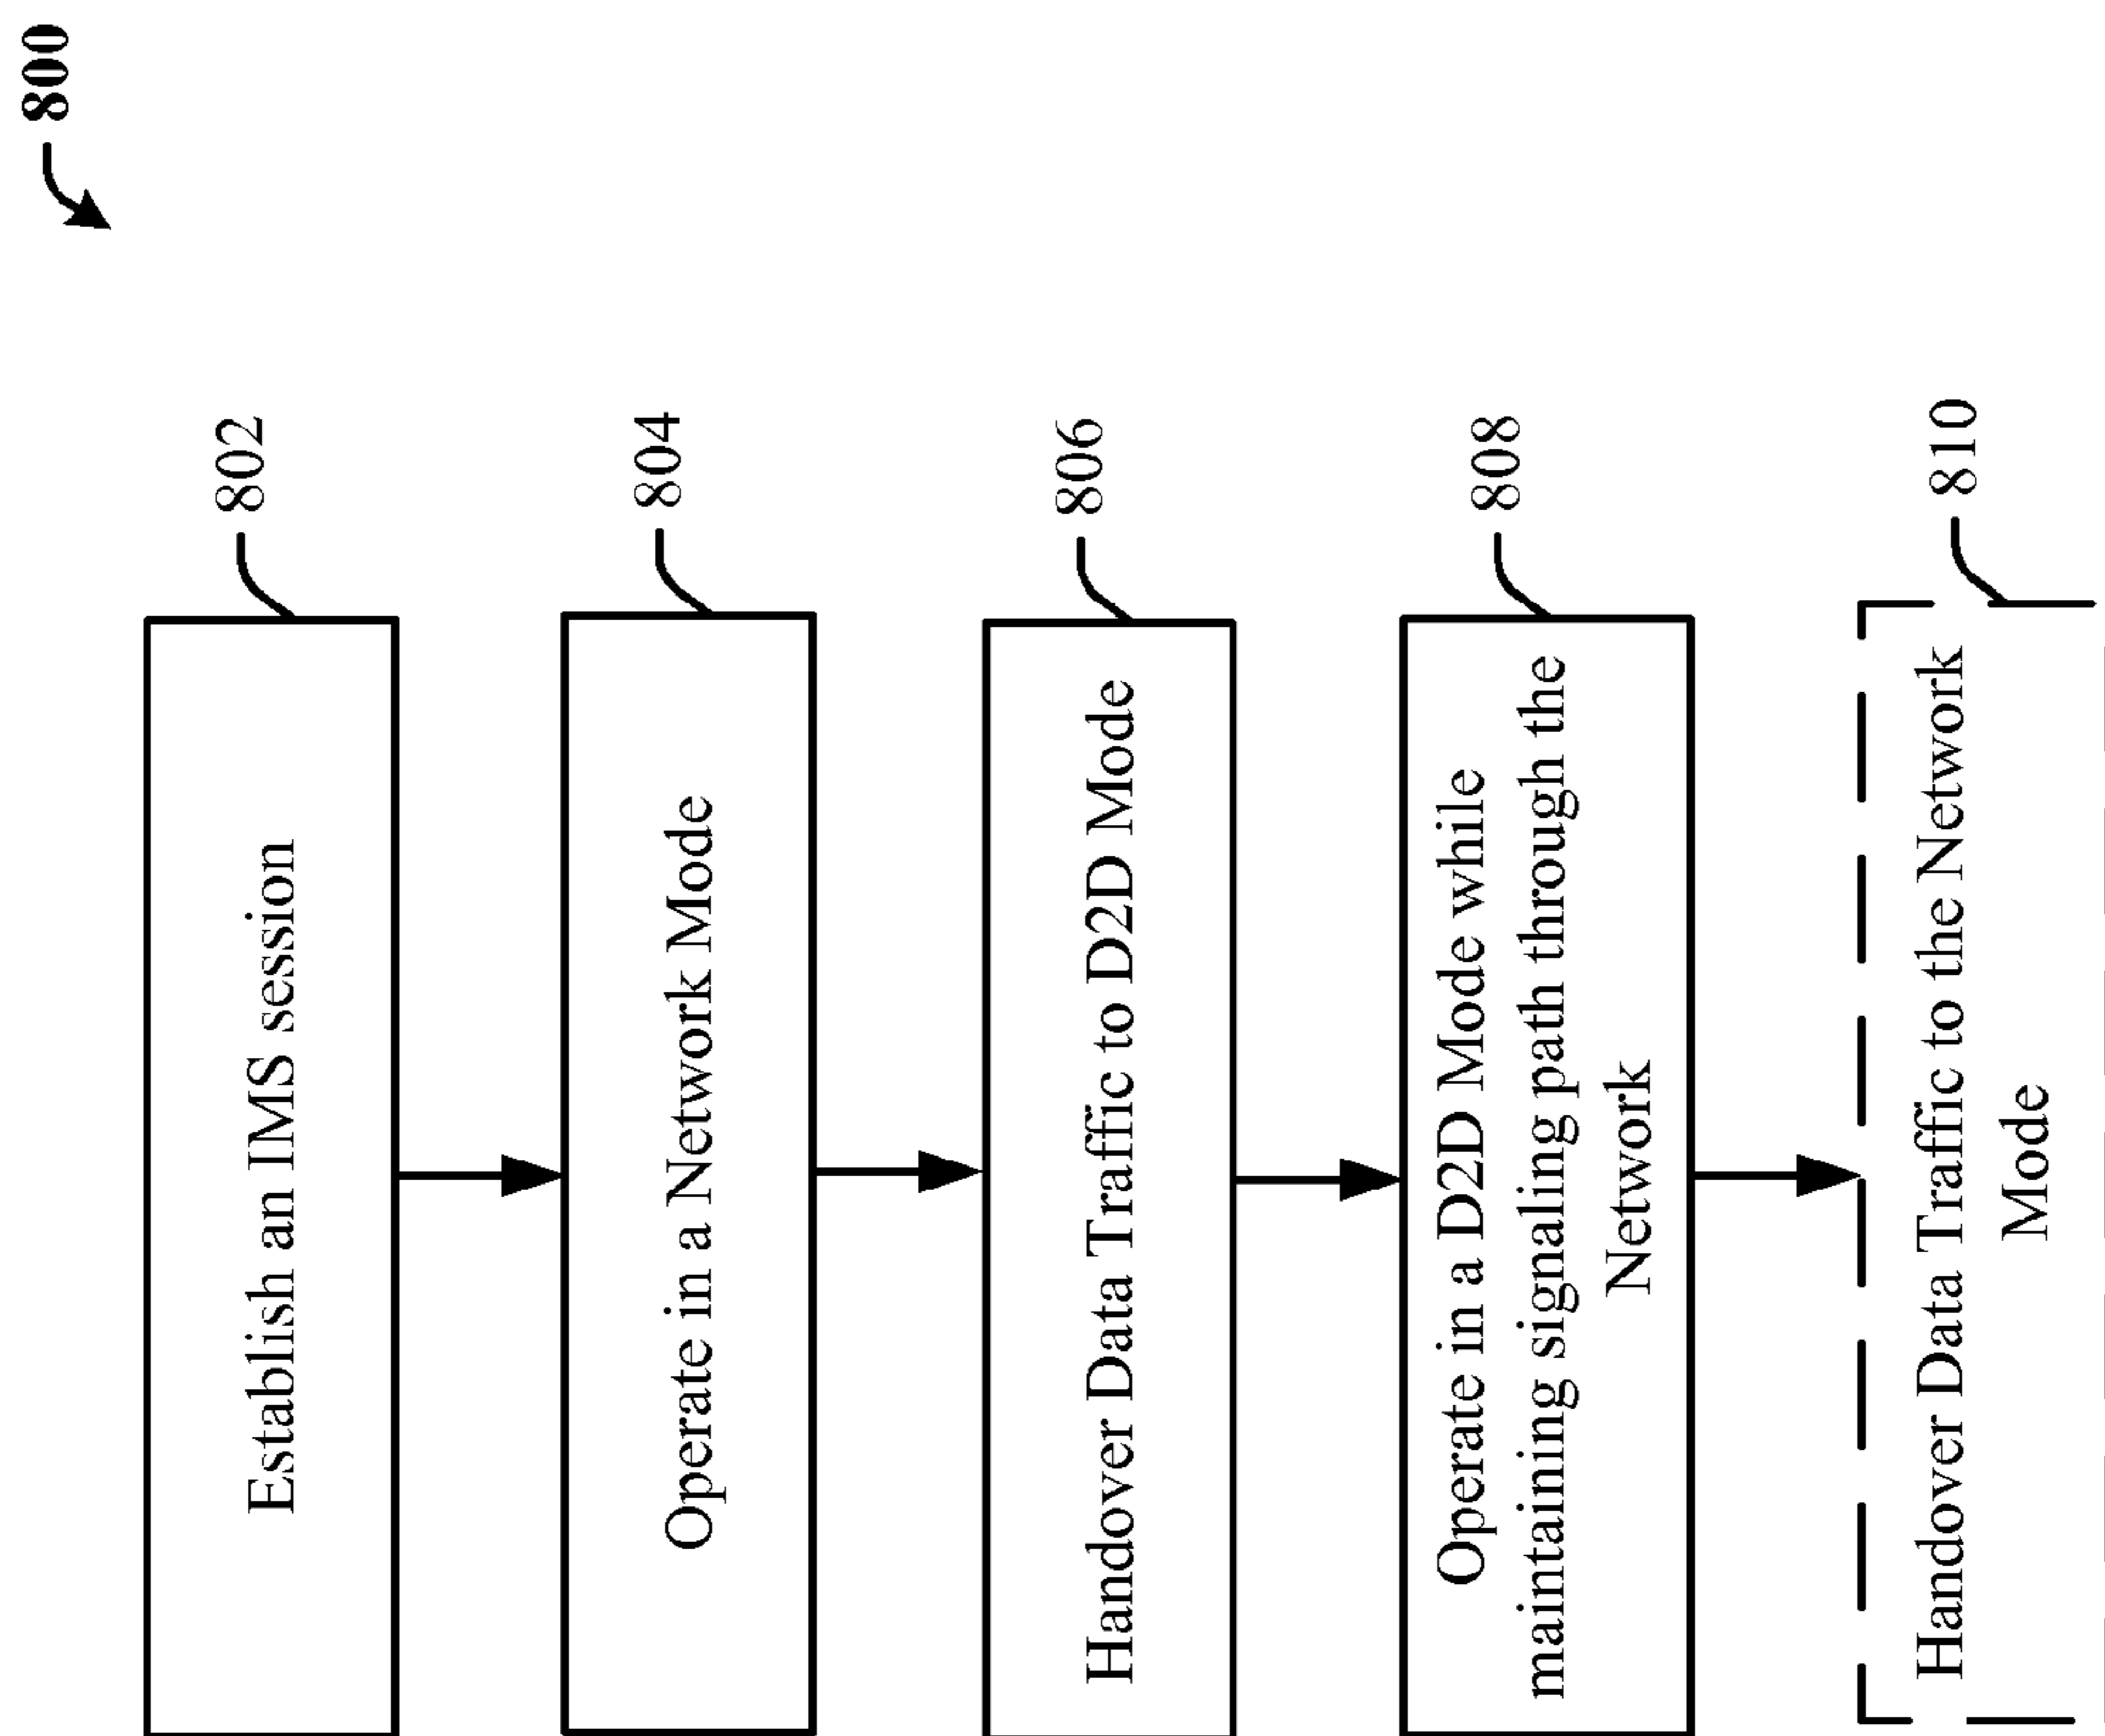 800
Establish an IMS session
802
Operate in a Network Mode
804
Handover Data Traffic to D2D Mode
806
Operate in a D2D Mode while
maintaining signaling path through the
Network
808
Handover Data Traffic to the Network
Mode
810